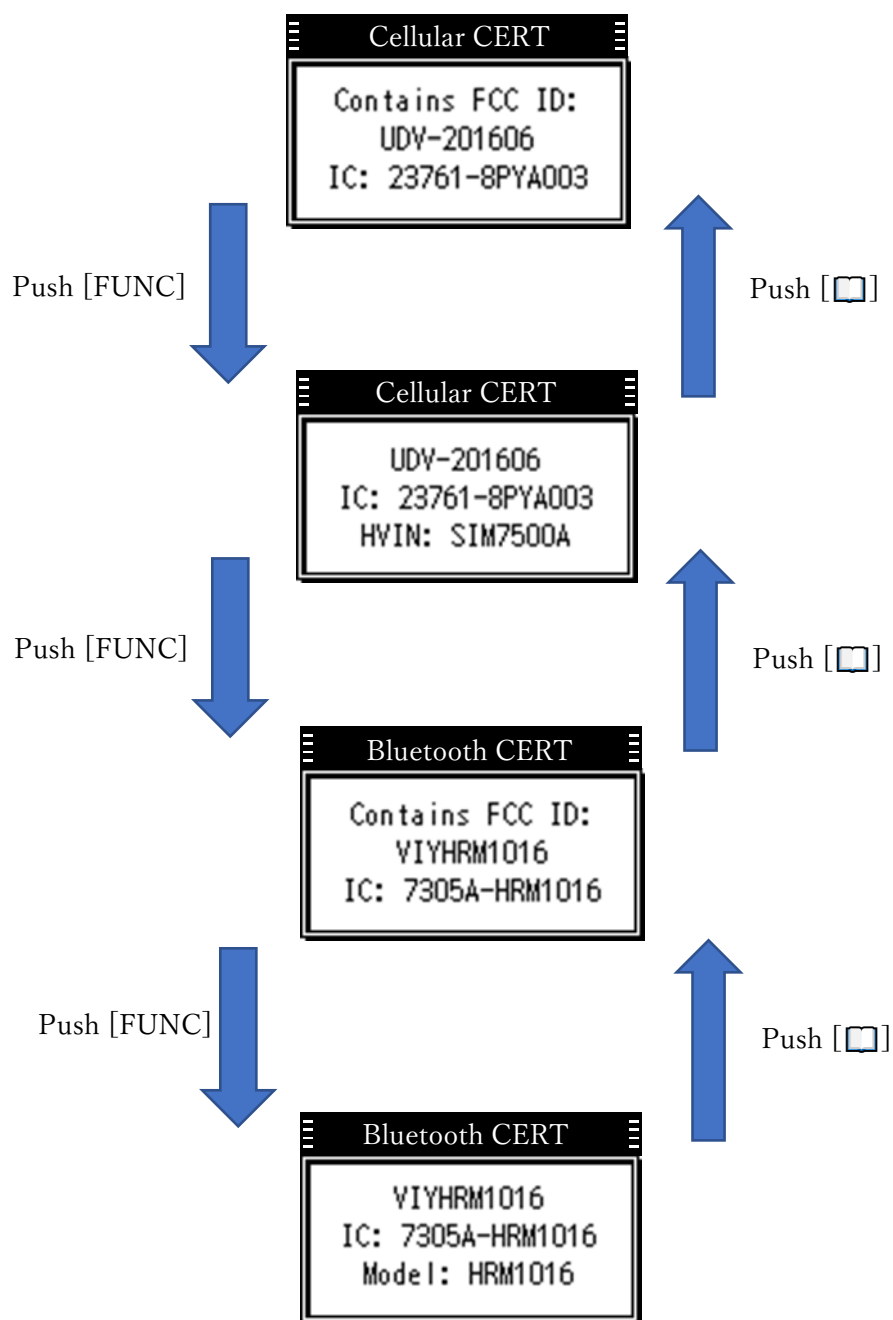 Cellular CERT
Contains FCC ID:
UDV-201606
IC: 23761-8PYA003
Push [FUNC]
Push [📖]
Cellular CERT
UDV-201606
IC: 23761-8PYA003
HVIN: SIM7500A
Push [FUNC]
Push [📖]
Bluetooth CERT
Contains FCC ID:
VIYHRM1016
IC: 7305A-HRM1016
Push [FUNC]
Push [📖]
Bluetooth CERT
VIYHRM1016
IC: 7305A-HRM1016
Model: HRM1016